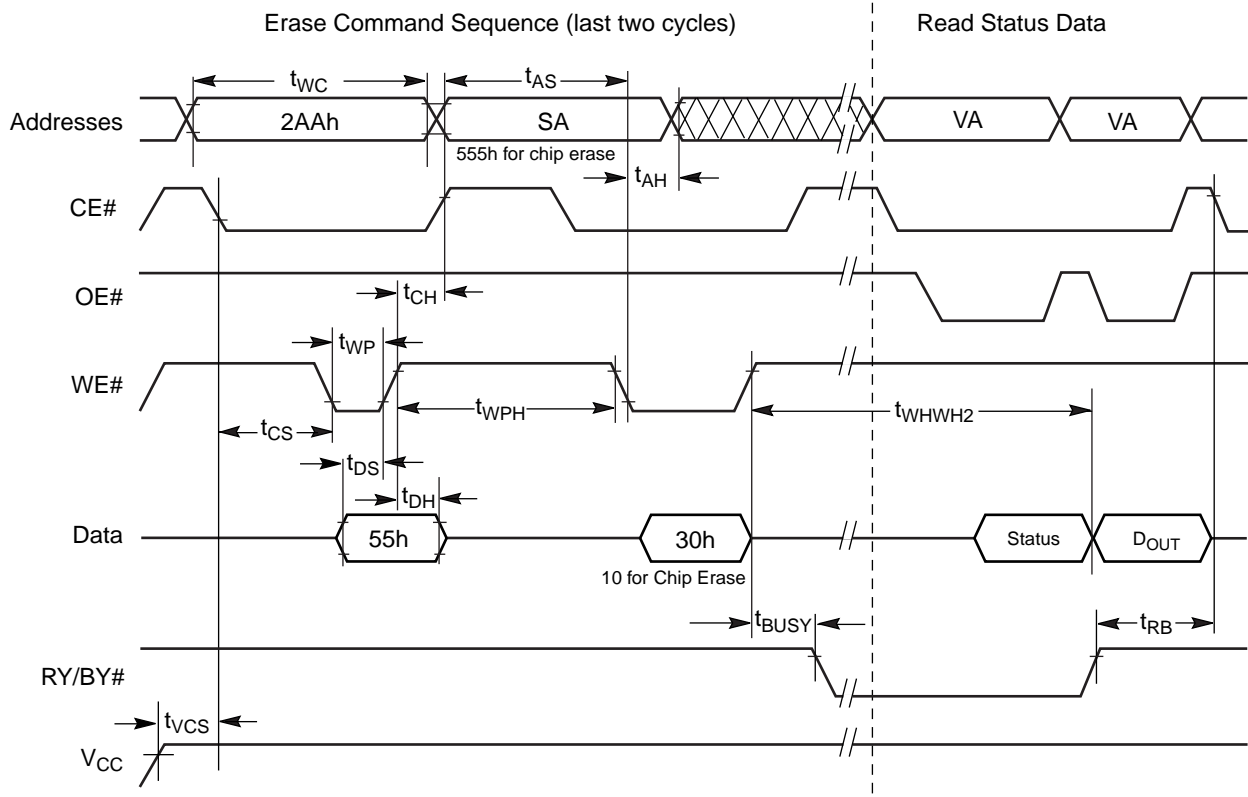 Erase Command Sequence (last two cycles)
Read Status Data
tWC
tAS
Addresses
2AAh
SA
VA
VA
555h for chip erase
tAH
CE#
OE#
tCH
tWP
WE#
tWPH
tWHWH2
tCS
tDS
tDH
Data
55h
30h
Status
DOUT
10 for Chip Erase
tBUSY
tRB
RY/BY#
tVCS
VCC